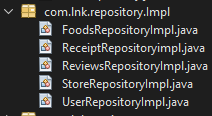 com.lnk.repository.Impl
FoodsRepositoryImpl.java
ReceiptRepositoryimpl.java
ReviewsRepositoryImpl.java
StoreRepositoryImpl.java
UserRepositoryImpl.java